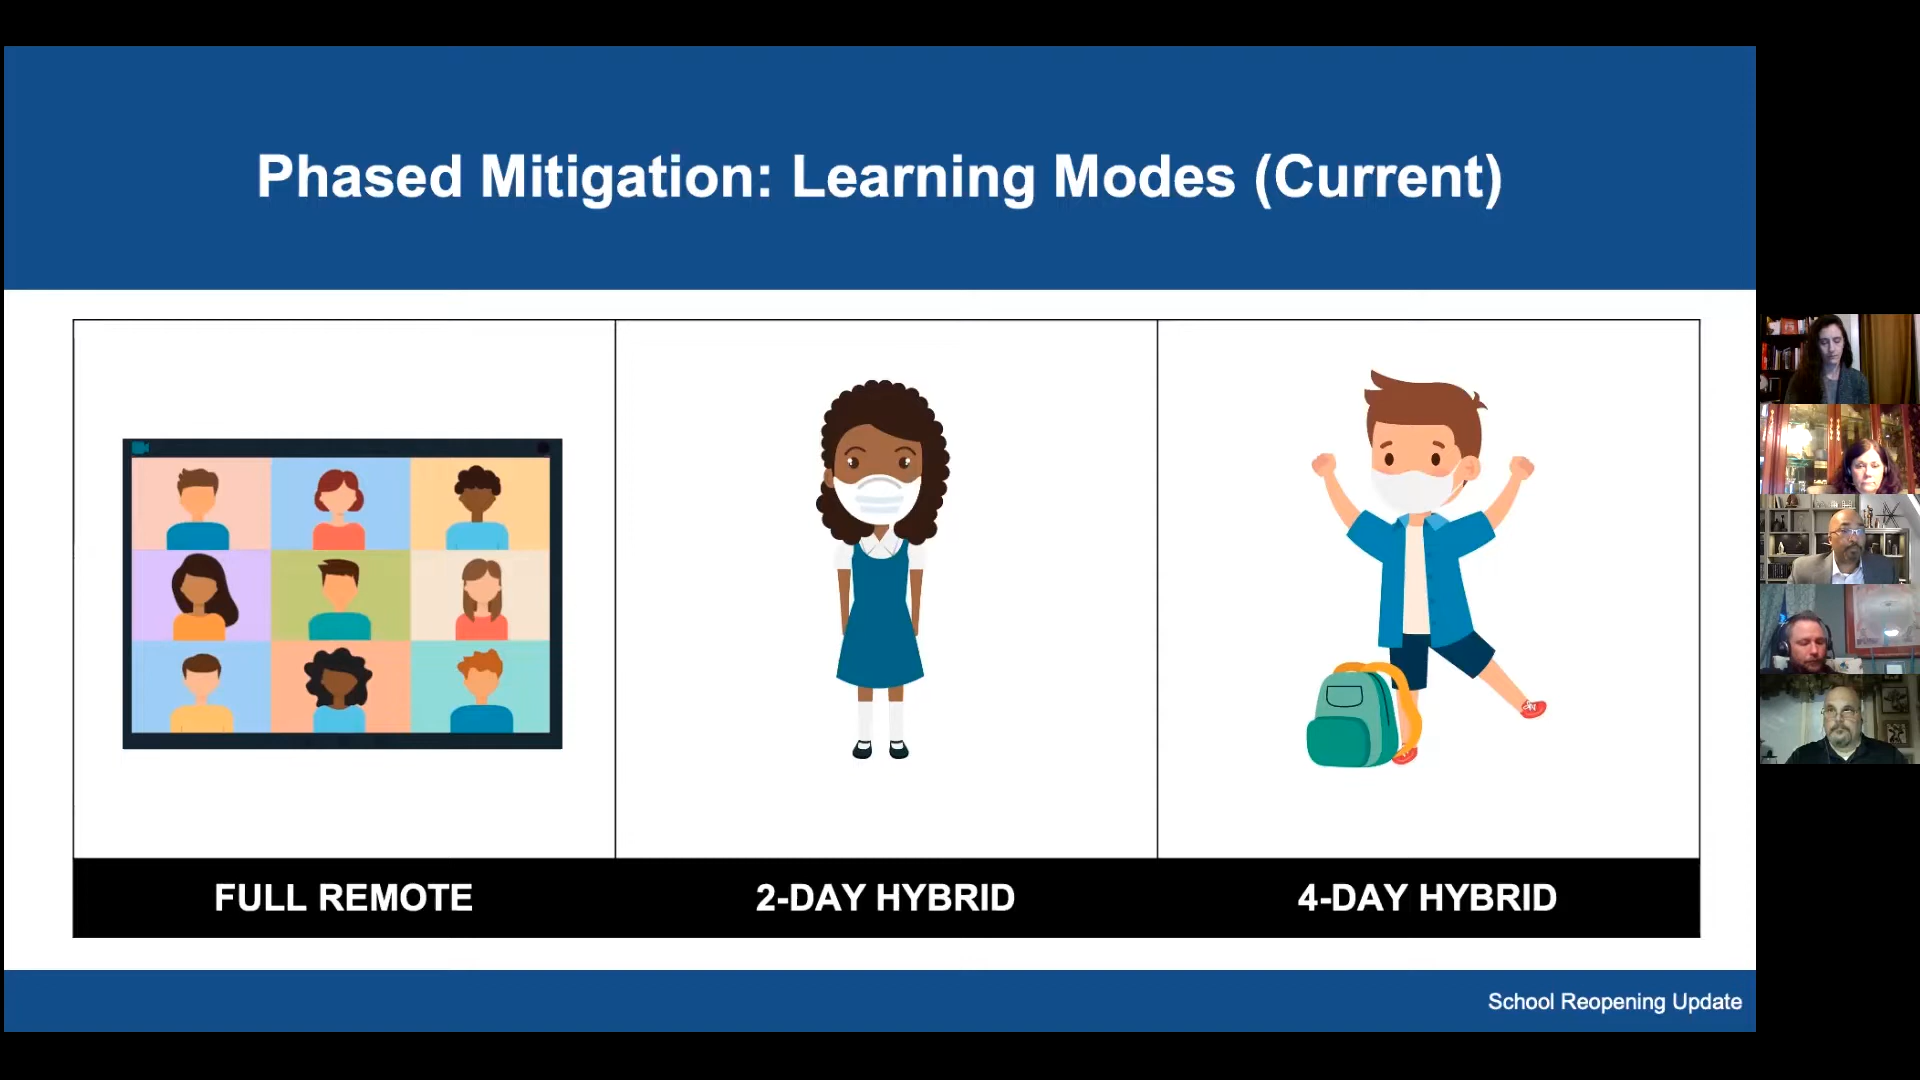 Phased Mitigation: Learning Modes (Current)
FULL REMOTE
2-DAY HYBRID
4-DAY HYBRID
School Reopening Update